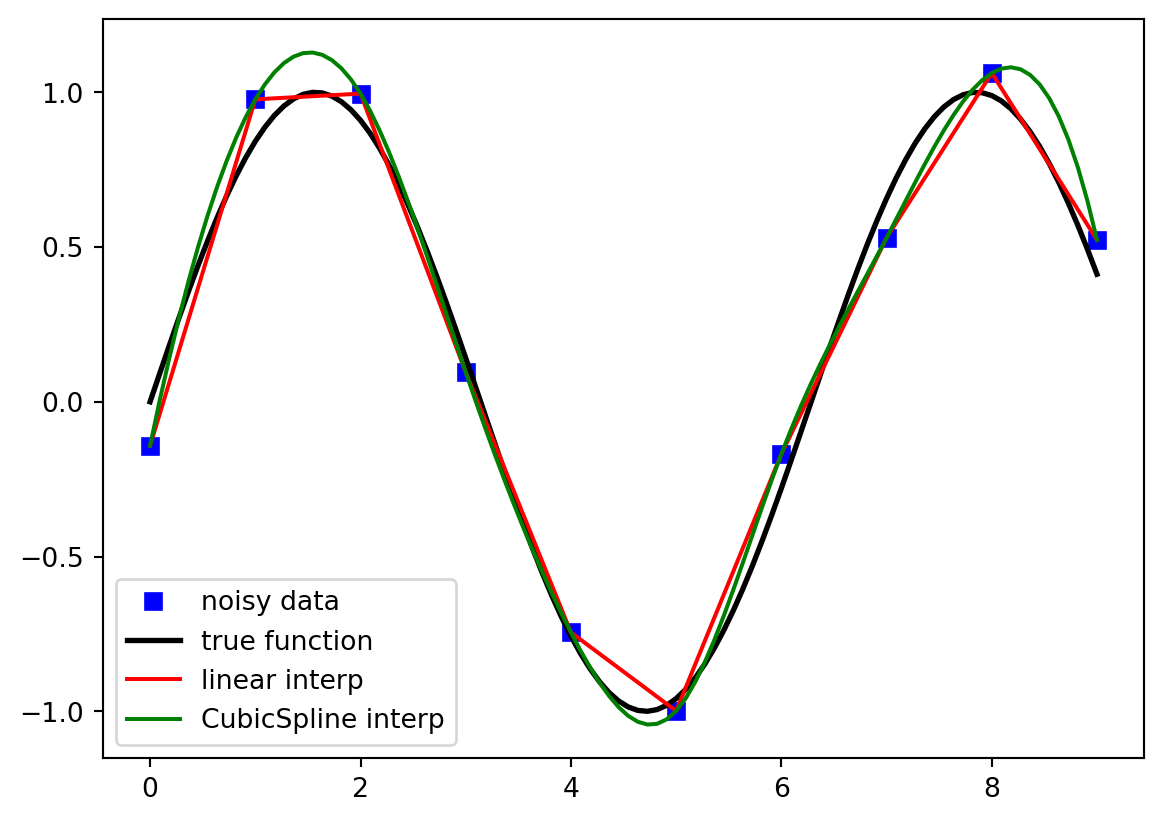 1.0
0.5
0.0
−0.5
−1.0
noisy data
true function
linear interp
CubicSpline interp
0 2 4 6 8